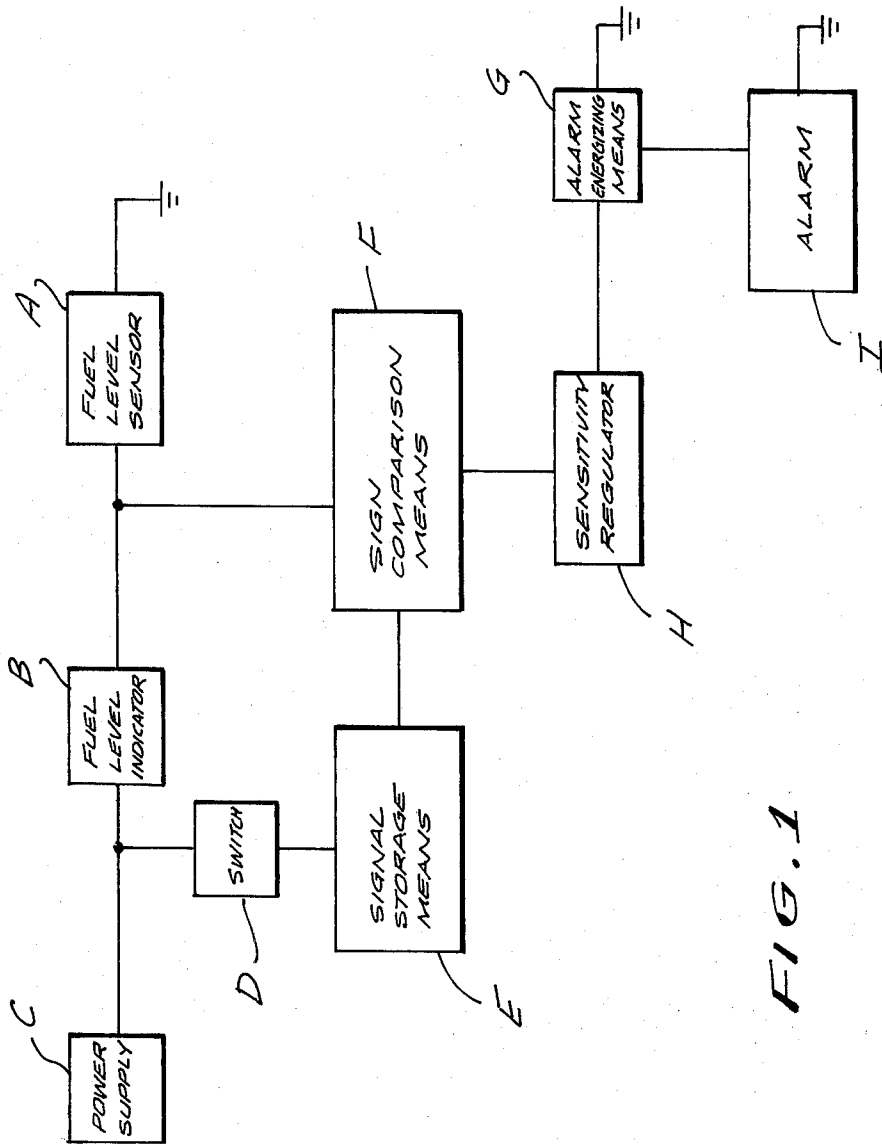 C
POWER
SUPPLY
B
FUEL
LEVEL
INDICATOR
A
FUEL
LEVEL
SENSOR
D
SWITCH
E
SIGNAL
STORAGE
MEANS
F
SIGN
COMPARISON
MEANS
G
ALARM
ENERGIZING
MEANS
H
SENSITIVITY
REGULATOR
I
ALARM
FIG. 1